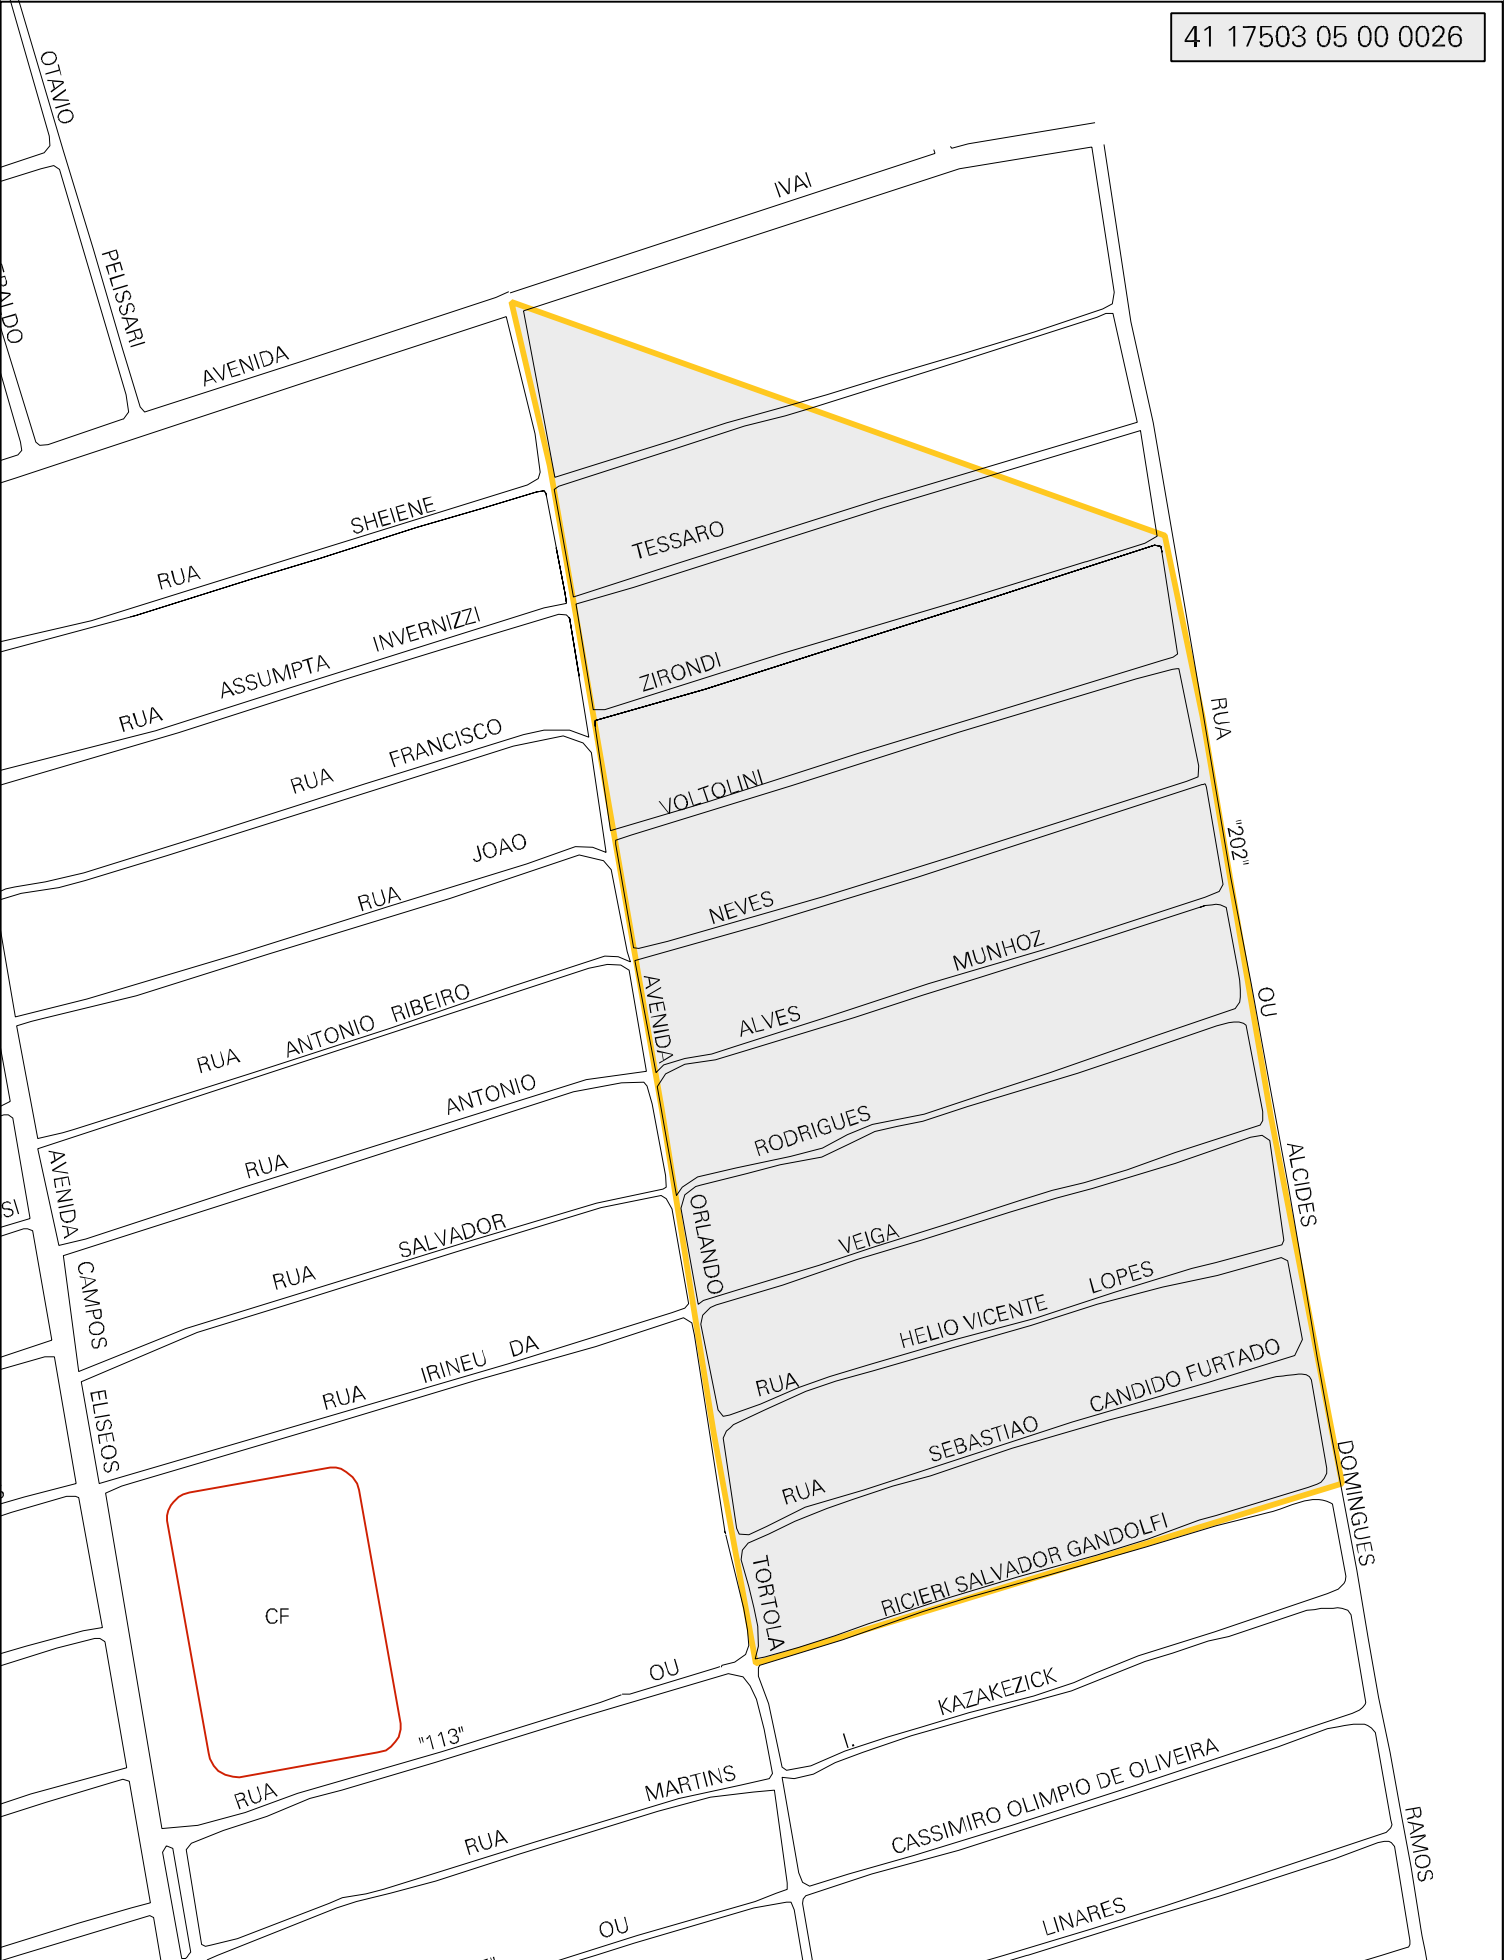 41 17503 05 00 0026
OTAVIO
PELISSARI
AVENIDA
IVAI
RUA
SHEIENE
TESSARO
RUA
ASSUMPTA
INVERNIZZI
ZIRONDI
RUA
FRANCISCO
VOLTOLINI
RUA
JOAO
NEVES
RUA
ANTONIO
RIBEIRO
ALVES
MUNHOZ
RUA
ANTONIO
RODRIGUES
RUA
SALVADOR
VEIGA
RUA
IRINEU
DA
RUA
HELIO VICENTE
LOPES
RUA
SEBASTIAO
CANDIDO FURTADO
RICIERI SALVADOR GANDOLFI
RUA
"113"
OU
I.
KAZAKEZICK
RUA
MARTINS
CASSIMIRO OLIMPIO DE OLIVEIRA
OU
LINARES
AVENIDA
ORLANDO
TORTOLA
AVENIDA
CAMPOS
ELISEOS
RUA
"202"
OU
ALCIDES
DOMINGUES
RAMOS
CF
SI